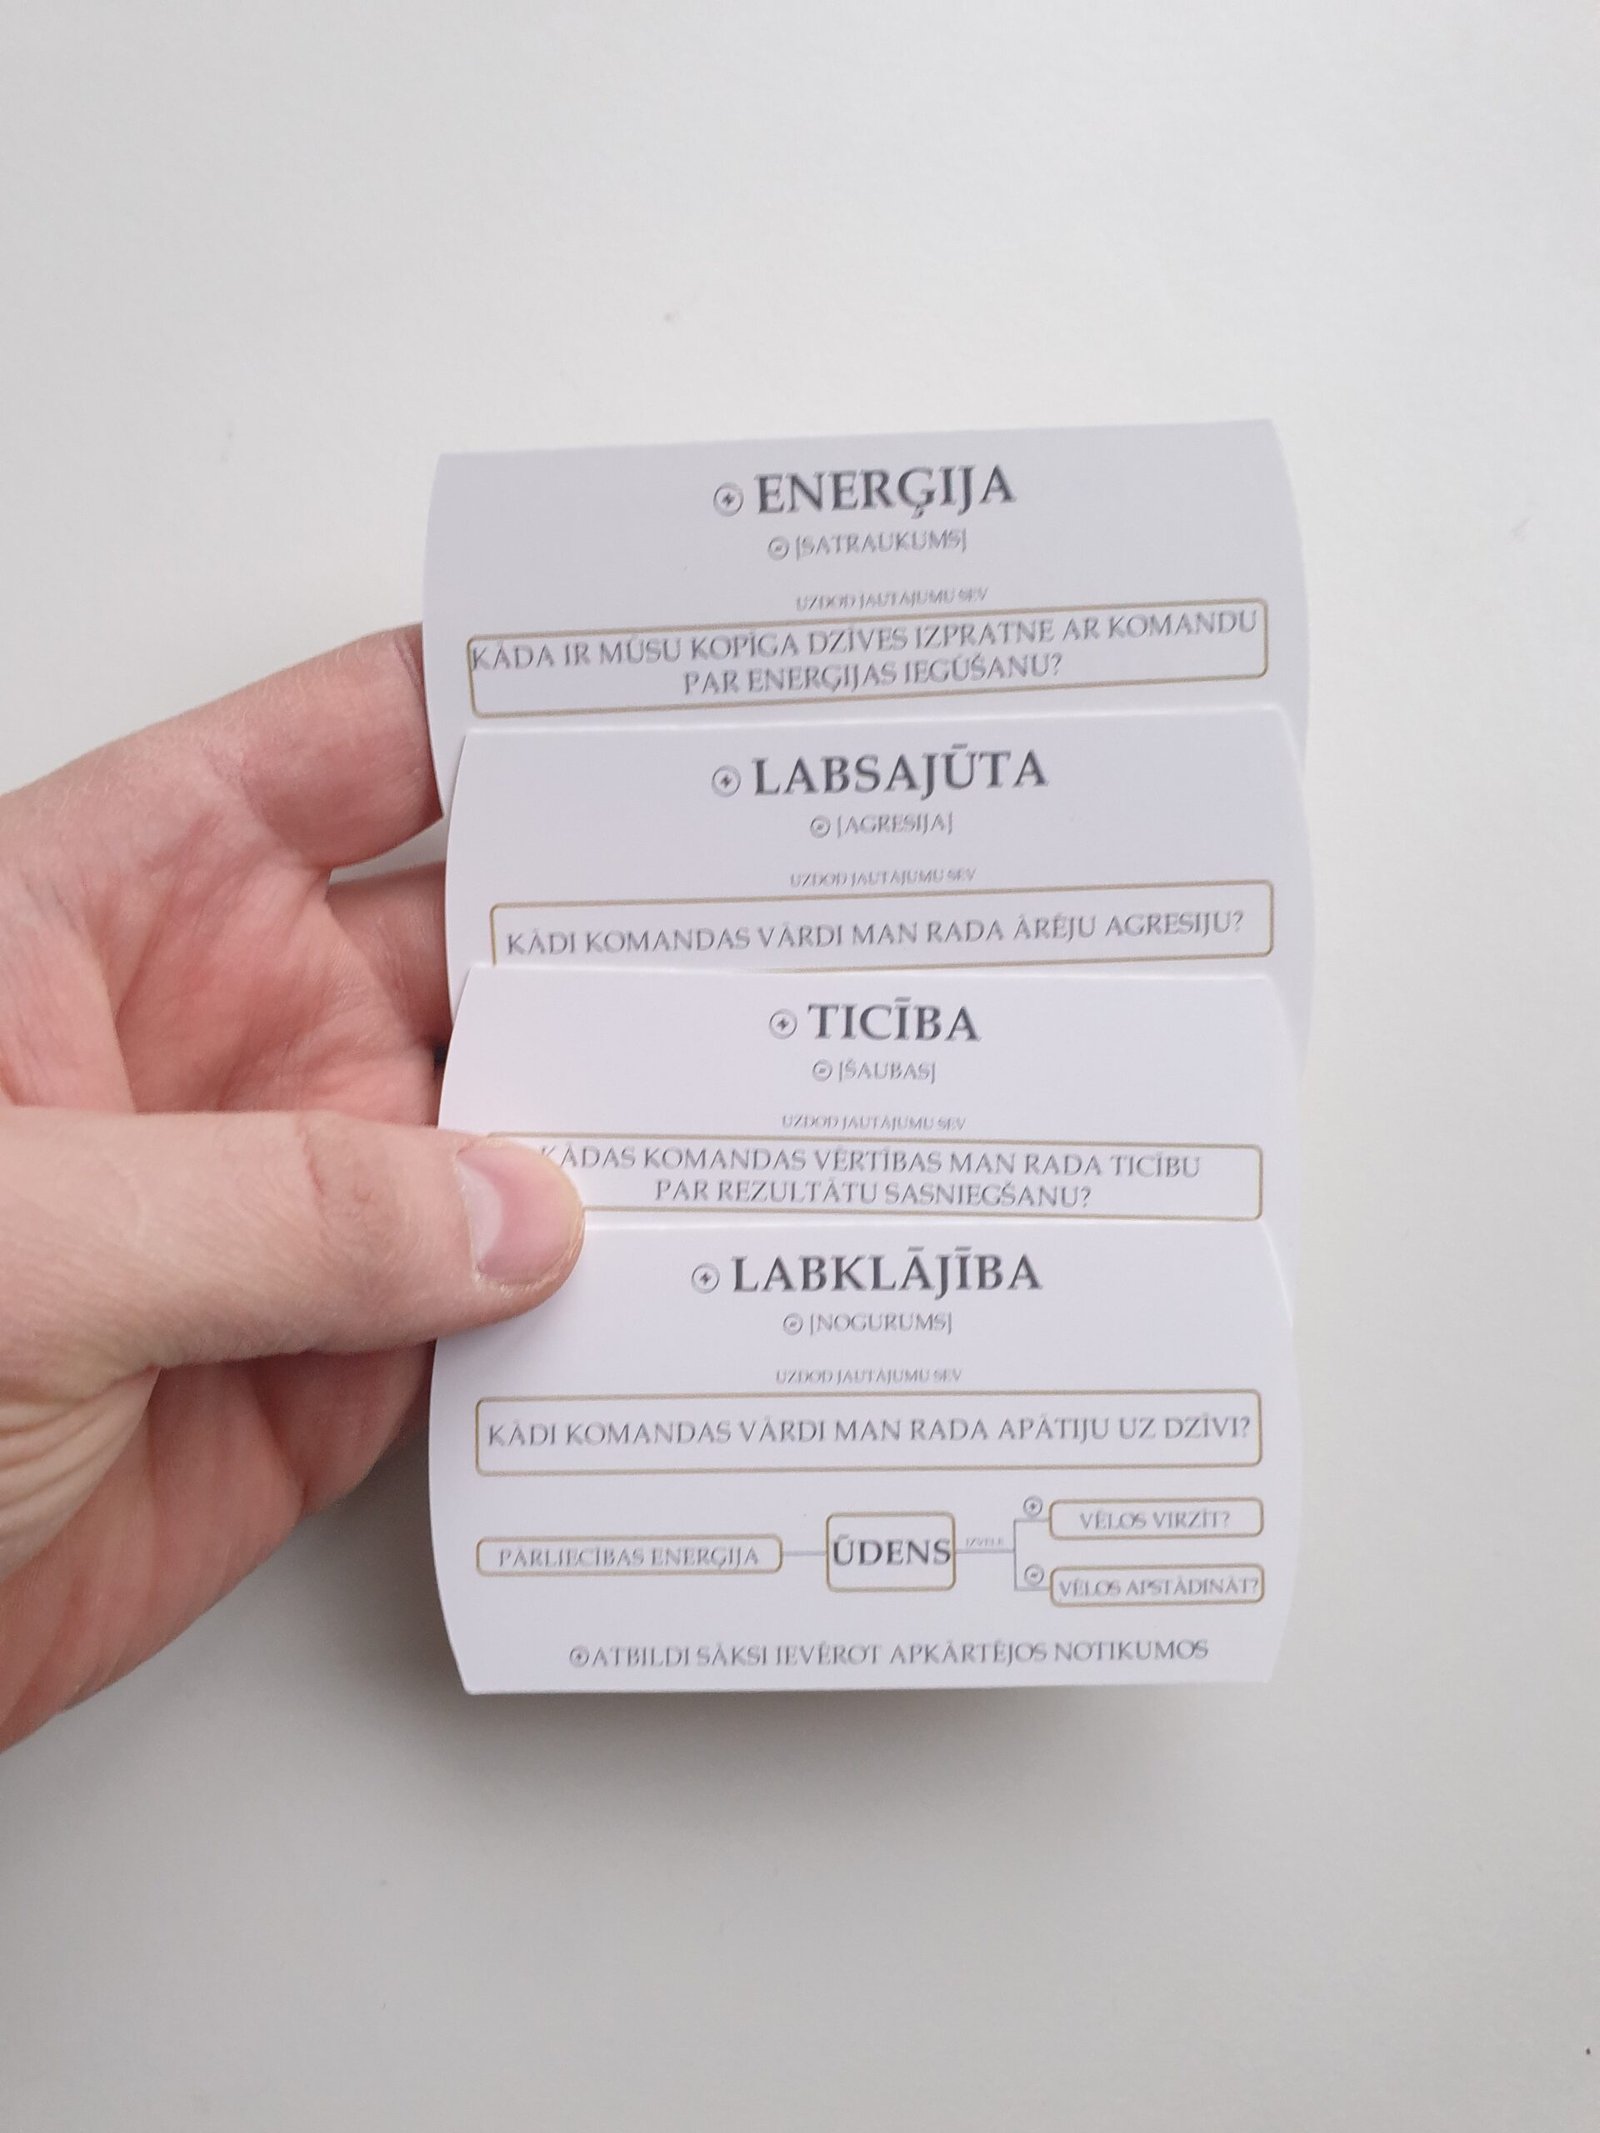 ENERĢIJA
[SATRAUKUMS]
UZDOD JAUTĀJUMU SEV
KĀDA IR MŪSU KOPĪGA DZĪVES IZPRATNE AR KOMANDU
PAR ENERĢIJAS IEGŪŠANU?
LABSAJŪTA
[AGRESIJA]
UZDOD JAUTĀJUMU SEV
KĀDI KOMANDAS VĀRDI MAN RADA ĀRĒJU AGRESIJU?
TICĪBA
[ŠAUBAS]
UZDOD JAUTĀJUMU SEV
KĀDAS KOMANDAS VĒRTĪBAS MAN RADA TICĪBU
PAR REZULTĀTU SASNIEGŠANU?
LABKLĀJĪBA
[NOGURUMS]
UZDOD JAUTĀJUMU SEV
KĀDI KOMANDAS VĀRDI MAN RADA APĀTIJU UZ DZĪVI?
PĀRLIECĪBAS ENERĢIJA
ŪDENS
IZVĒLE
VĒLOS VIRZĪT?
VĒLOS APSTĀDINĀT?
ATBILDI SĀKSI IEVĒROT APKĀRTĒJOS NOTIKUMOS